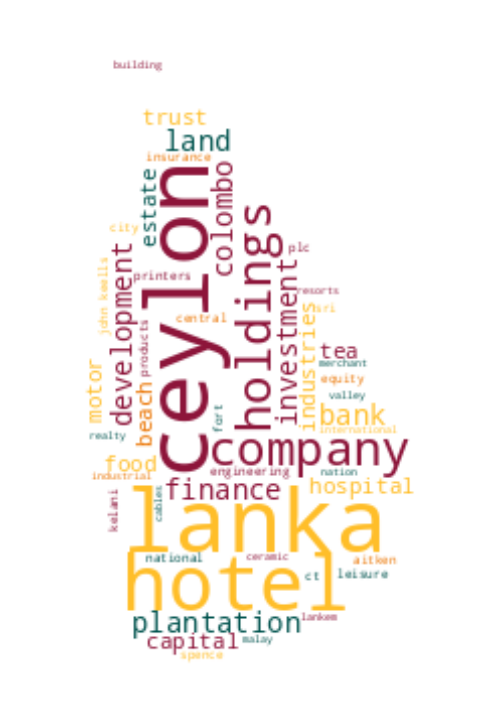 building
trust
land
insurance
estate
ceylon
colombo
city
holdings
development
plc
john keells
printers
investment
resorts
industries
sri
central
products
tea
merchant
motor
beach
equity
valley
fort
bank
international
realty
company
food
engineering
nation
industrial
finance
hospital
kelani
cables
lanka
national
ceramic
aitken
hotel
ct
leisure
plantation
lankem
capital
malay
spence